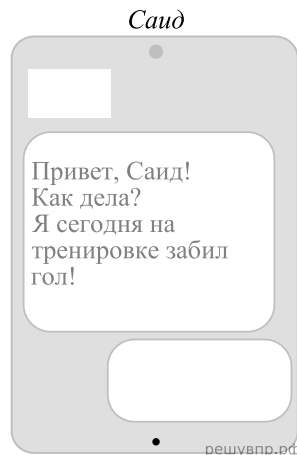 Саид
Привет, Саид!
Как дела?
Я сегодня на
тренировке забил
гол!
решувпр.рф